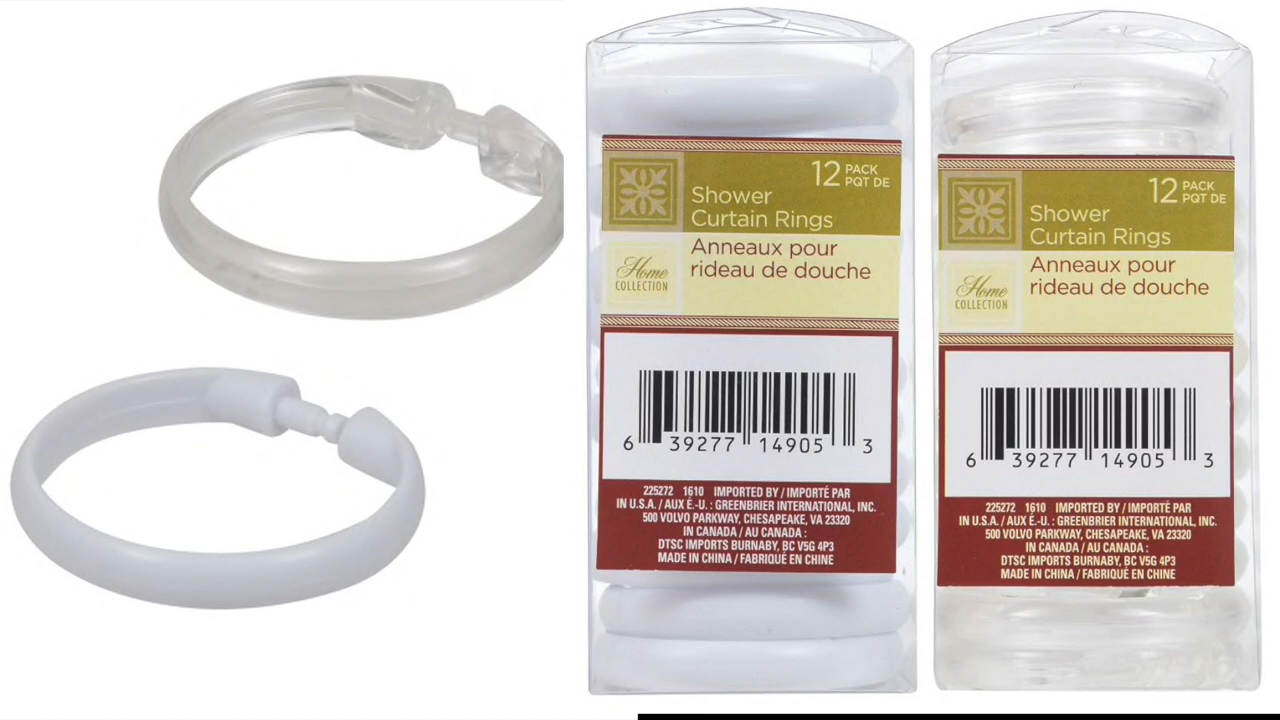 12 PACK
PQT DE
Shower
Curtain Rings
Anneaux pour
rideau de douche
Home
COLLECTION
6 39277 14905 3
225272 1610 IMPORTED BY / IMPORTÉ PAR
IN U.S.A. / AUX É.-U. : GREENBRIER INTERNATIONAL, INC.
500 VOLVO PARKWAY, CHESAPEAKE, VA 23320
IN CANADA / AU CANADA :
DTSC IMPORTS BURNABY, BC V5G 4P3
MADE IN CHINA / FABRIQUÉ EN CHINE
12 PACK
PQT DE
Shower
Curtain Rings
Anneaux pour
rideau de douche
Home
COLLECTION
6 39277 14905 3
225272 1610 IMPORTED BY / IMPORTÉ PAR
IN U.S.A. / AUX É.-U. : GREENBRIER INTERNATIONAL, INC.
500 VOLVO PARKWAY, CHESAPEAKE, VA 23320
IN CANADA / AU CANADA :
DTSC IMPORTS BURNABY, BC V5G 4P3
MADE IN CHINA / FABRIQUÉ EN CHINE